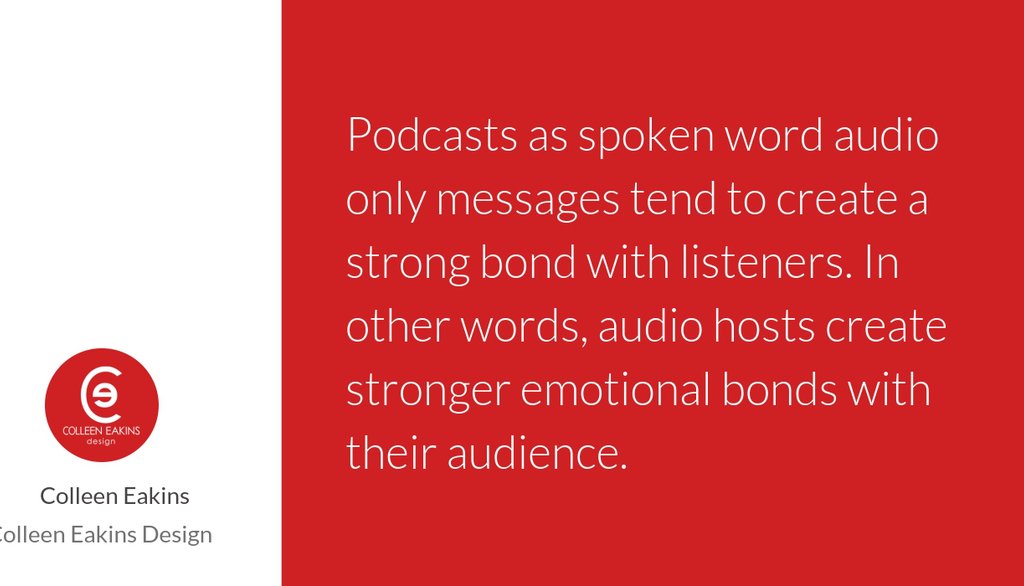 Podcasts as spoken word audio
only messages tend to create a
strong bond with listeners. In
other words, audio hosts create
stronger emotional bonds with
their audience.
COLLEEN EAKINS
design
Colleen Eakins
Colleen Eakins Design